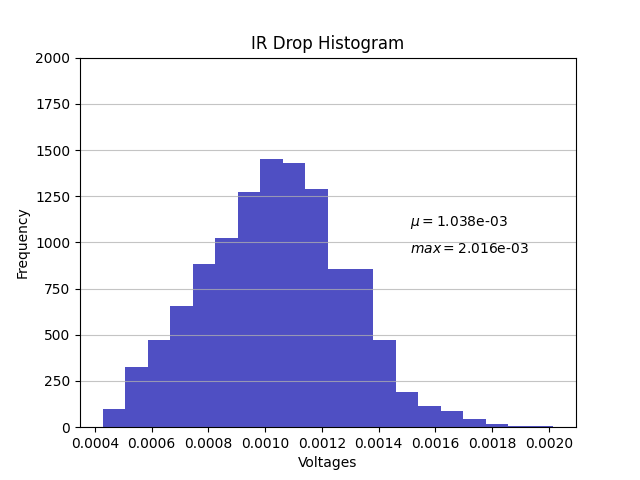 IR Drop Histogram
2000
1750
1500
1250
1000
750
500
250
0
Frequency
μ = 1.038e-03
max = 2.016e-03
0.0004 0.0006 0.0008 0.0010 0.0012 0.0014 0.0016 0.0018 0.0020
Voltages